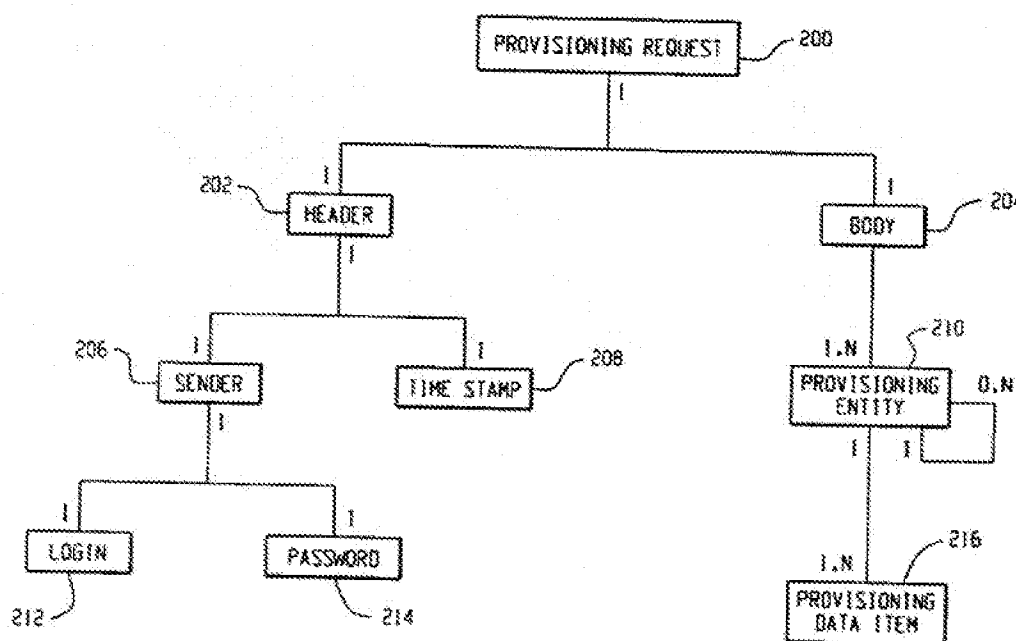 PROVISIONING REQUEST
200
1
1
1
202
HEADER
BODY
204
1
210
206
1
1
208
1.N
SENDER
TIME STAMP
PROVISIONING
ENTITY
0.N
1
1
1
1
1
216
LOGIN
PASSWORD
1.N
212
214
PROVISIONING
DATA ITEM